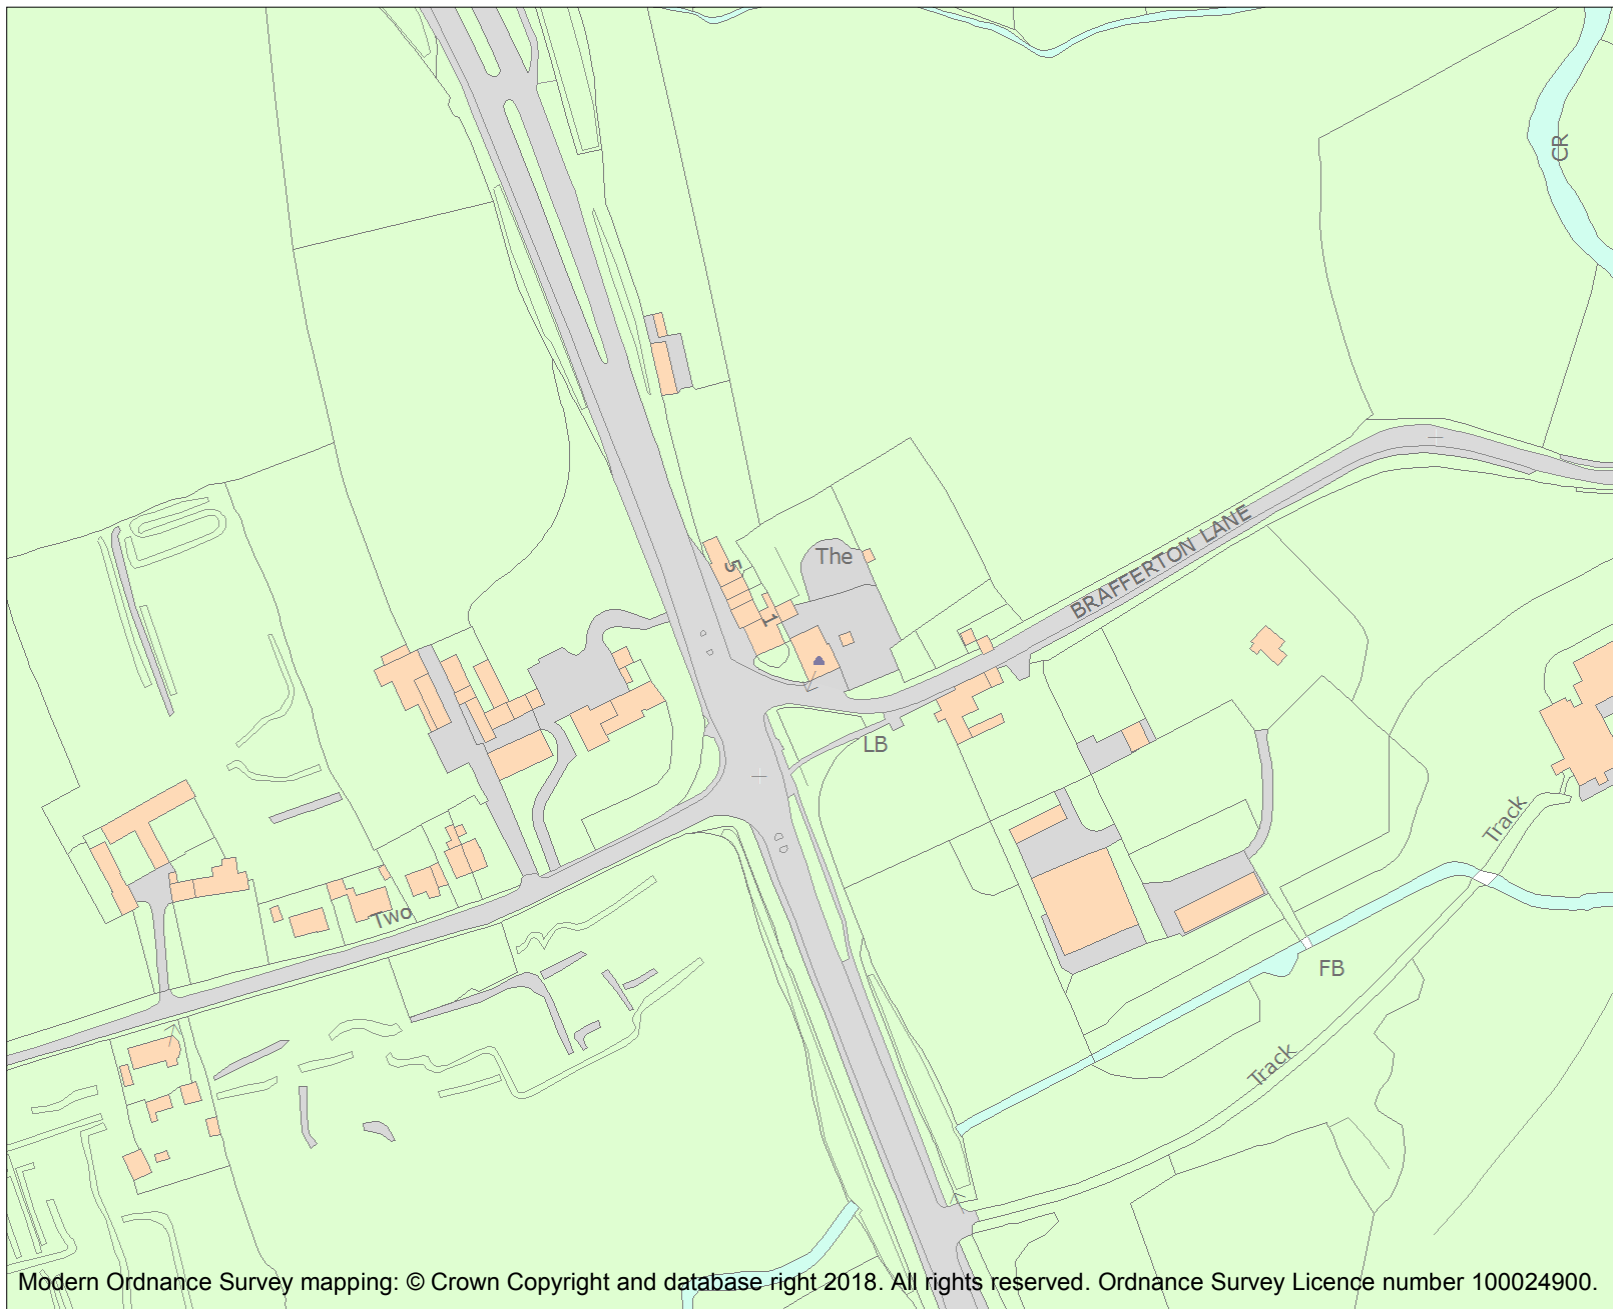 CR
BRAFFERTON LANE
The
5
1
LB
Track
Two
FB
Track
Modern Ordnance Survey mapping: © Crown Copyright and database right 2018. All rights reserved. Ordnance Survey Licence number 100024900.